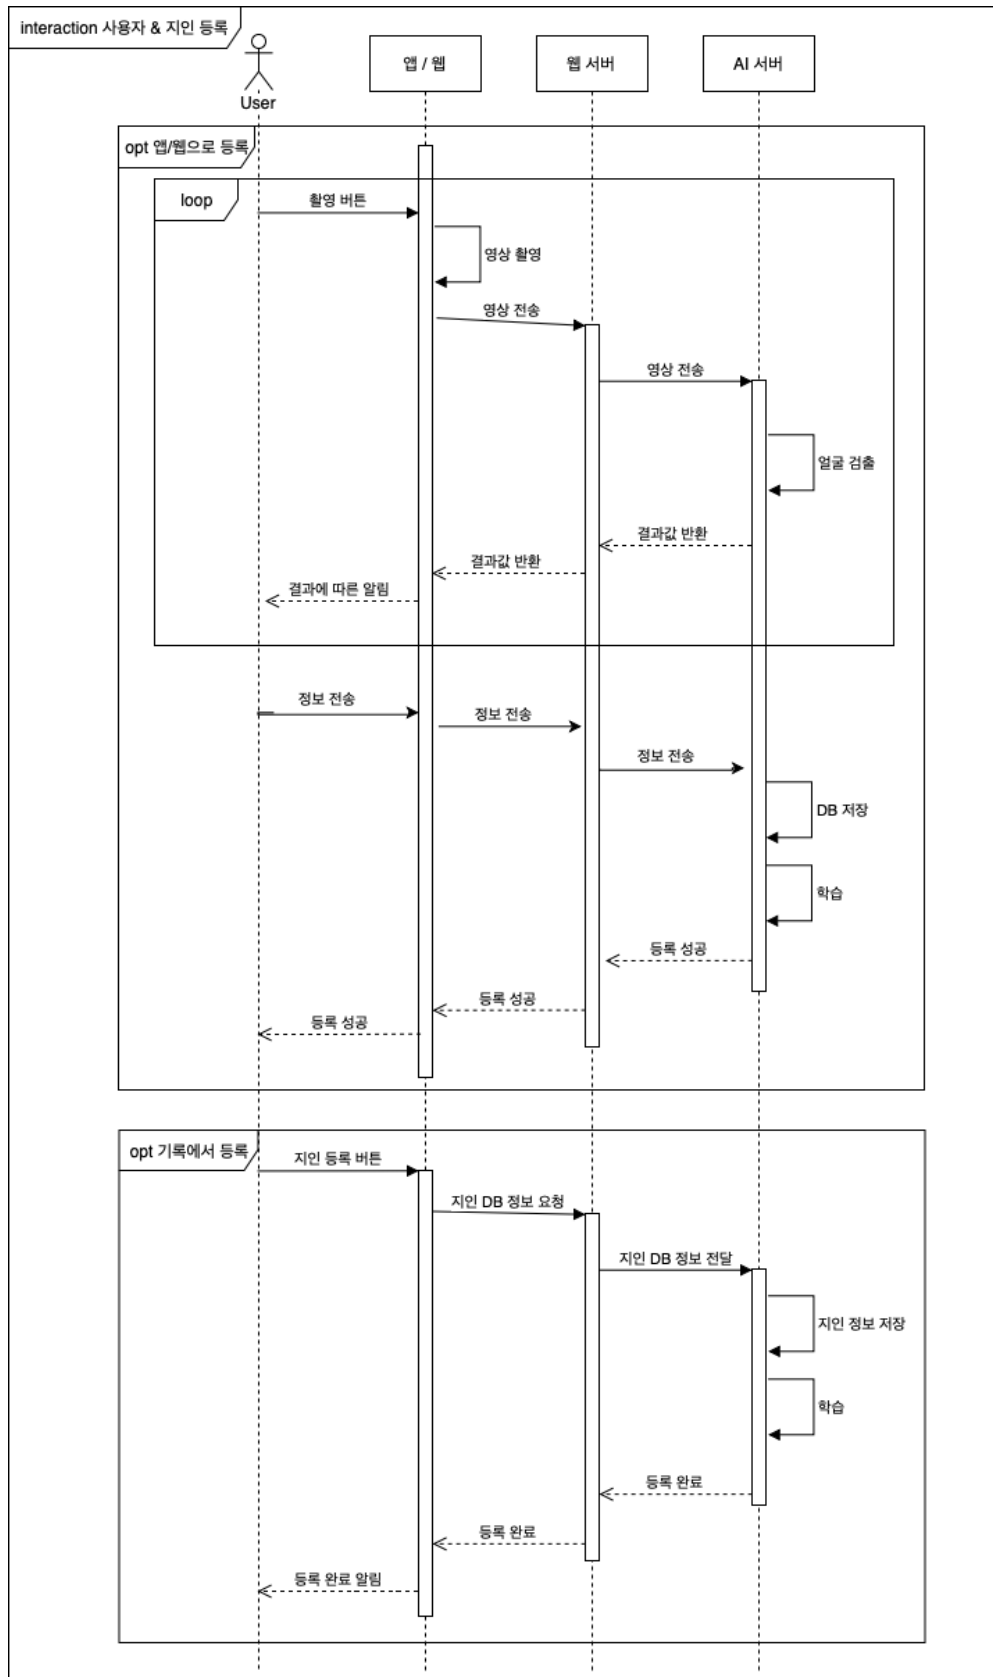 interaction 사용자 & 지인 등록
User
앱 / 웹
웹 서버
AI 서버
opt 앱/웹으로 등록
loop
촬영 버튼
영상 촬영
영상 전송
영상 전송
얼굴 검출
결과값 반환
결과값 반환
결과에 따른 알림
정보 전송
정보 전송
정보 전송
DB 저장
학습
등록 성공
등록 성공
등록 성공
opt 기록에서 등록
지인 등록 버튼
지인 DB 정보 요청
지인 DB 정보 전달
지인 정보 저장
학습
등록 완료
등록 완료
등록 완료 알림